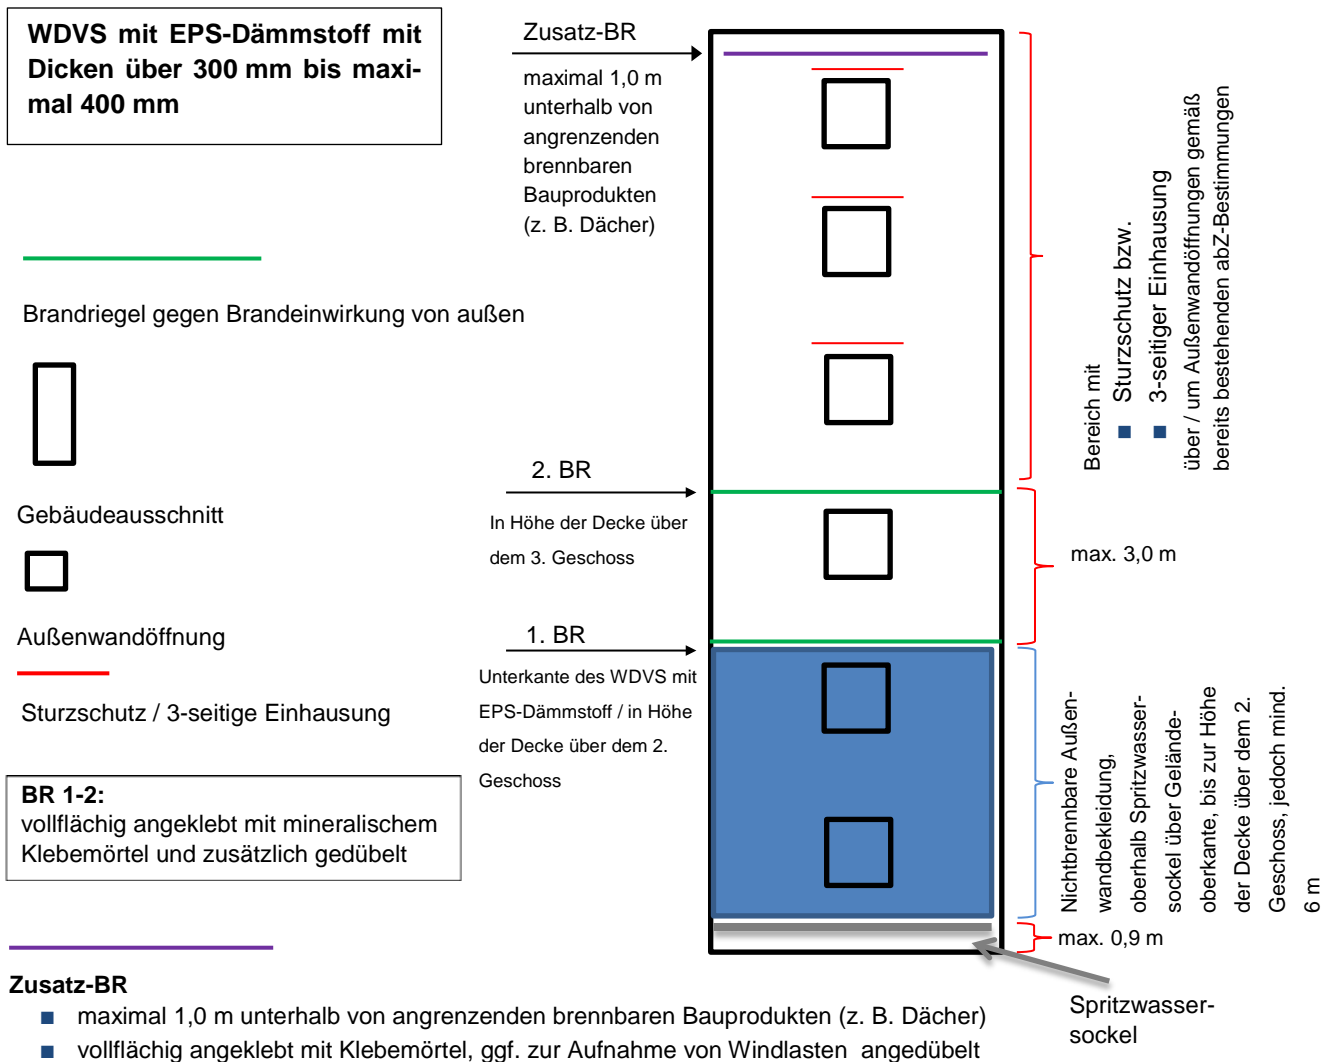 WDVS mit EPS-Dämmstoff mit
Dicken über 300 mm bis maxi-
mal 400 mm
Zusatz-BR
maximal 1,0 m
unterhalb von
angrenzenden
brennbaren
Bauprodukten
(z. B. Dächer)
Brandriegel gegen Brandeinwirkung von außen
Gebäudeausschnitt
Außenwandöffnung
Sturzschutz / 3-seitige Einhausung
BR 1-2:
vollflächig angeklebt mit mineralischem
Klebemörtel und zusätzlich gedübelt
2. BR
In Höhe der Decke über
dem 3. Geschoss
1. BR
Unterkante des WDVS mit
EPS-Dämmstoff / in Höhe
der Decke über dem 2.
Geschoss
Bereich mit
■ Sturzschutz bzw.
■ 3-seitiger Einhausung
über / um Außenwandöffnungen gemäß
bereits bestehenden abZ-Bestimmungen
max. 3,0 m
Nichtbrennbare Außen-
wandbekleidung,
oberhalb Spritzwasser-
sockel über Gelände-
oberkante, bis zur Höhe
der Decke über dem 2.
Geschoss, jedoch mind.
6 m
max. 0,9 m
Spritzwasser-
sockel
Zusatz-BR
■ maximal 1,0 m unterhalb von angrenzenden brennbaren Bauprodukten (z. B. Dächer)
■ vollflächig angeklebt mit Klebemörtel, ggf. zur Aufnahme von Windlasten angedübelt